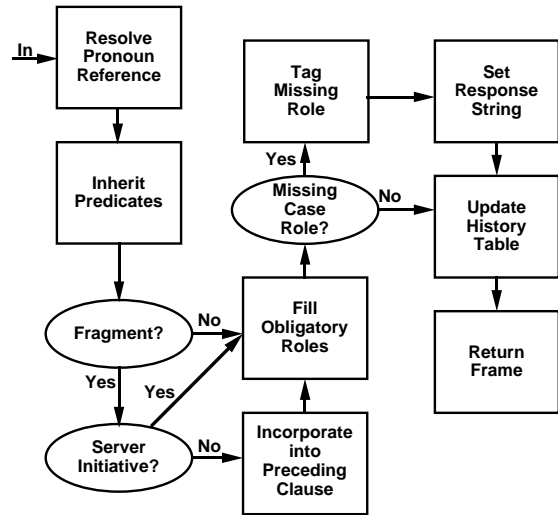 In
Resolve
Pronoun
Reference
Inherit
Predicates
Fragment?
No
Yes
Yes
Server
Initiative?
No
Incorporate
into
Preceding
Clause
Fill
Obligatory
Roles
Missing
Case
Role?
Yes
No
Tag
Missing
Role
Set
Response
String
Update
History
Table
Return
Frame